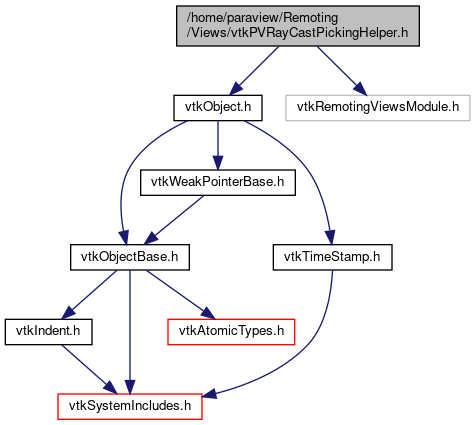 /home/paraview/Remoting
/Views/vtkPVRayCastPickingHelper.h
vtkObject.h
vtkRemotingViewsModule.h
vtkWeakPointerBase.h
vtkObjectBase.h
vtkTimeStamp.h
vtkIndent.h
vtkAtomicTypes.h
vtkSystemIncludes.h